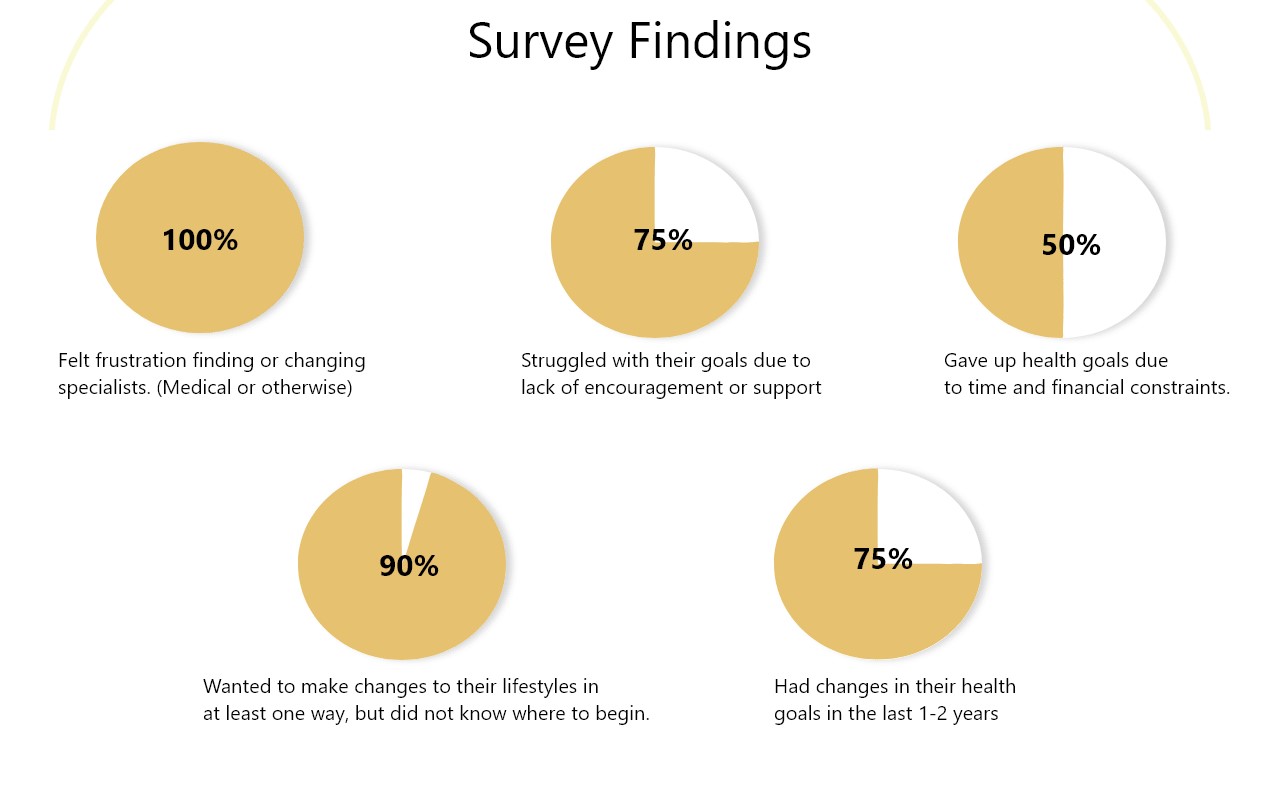 Survey Findings
100%
75%
50%
Felt frustration finding or changing
specialists. (Medical or otherwise)
Struggled with their goals due to
lack of encouragement or support
Gave up health goals due
to time and financial constraints.
90%
75%
Wanted to make changes to their lifestyles in
at least one way, but did not know where to begin.
Had changes in their health
goals in the last 1-2 years